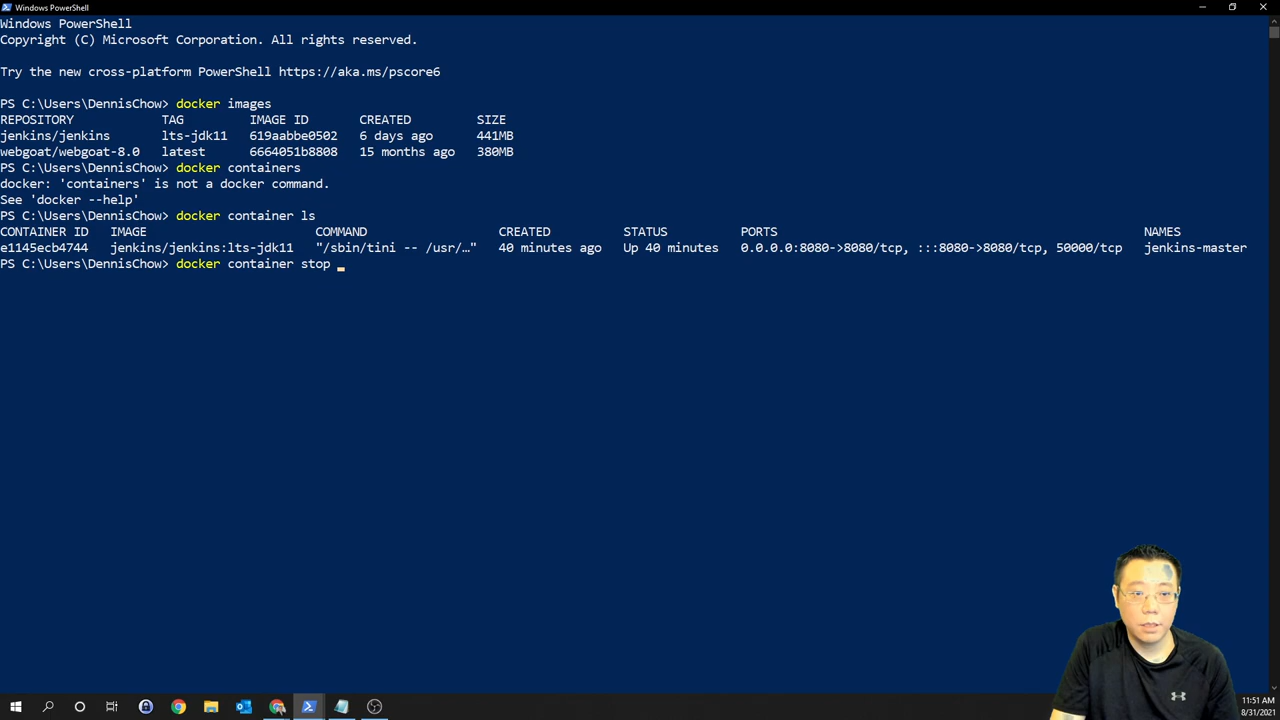 Windows PowerShell
Windows PowerShell
Copyright (C) Microsoft Corporation. All rights reserved.
Try the new cross-platform PowerShell https://aka.ms/pscore6
PS C:\Users\DennisChow> docker images
REPOSITORY TAG IMAGE ID CREATED SIZE
jenkins/jenkins lts-jdk11 619aabbe0502 6 days ago 441MB
webgoat/webgoat-8.0 latest 6664051b8808 15 months ago 380MB
PS C:\Users\DennisChow> docker containers
docker: 'containers' is not a docker command.
See 'docker --help'
PS C:\Users\DennisChow> docker container ls
CONTAINER ID IMAGE COMMAND CREATED STATUS PORTS NAMES
e1145ecb4744 jenkins/jenkins:lts-jdk11 "/sbin/tini -- /usr/…" 40 minutes ago Up 40 minutes 0.0.0.0:8080->8080/tcp, :::8080->8080/tcp, 50000/tcp jenkins-master
PS C:\Users\DennisChow> docker container stop
11:51 AM
8/31/2021